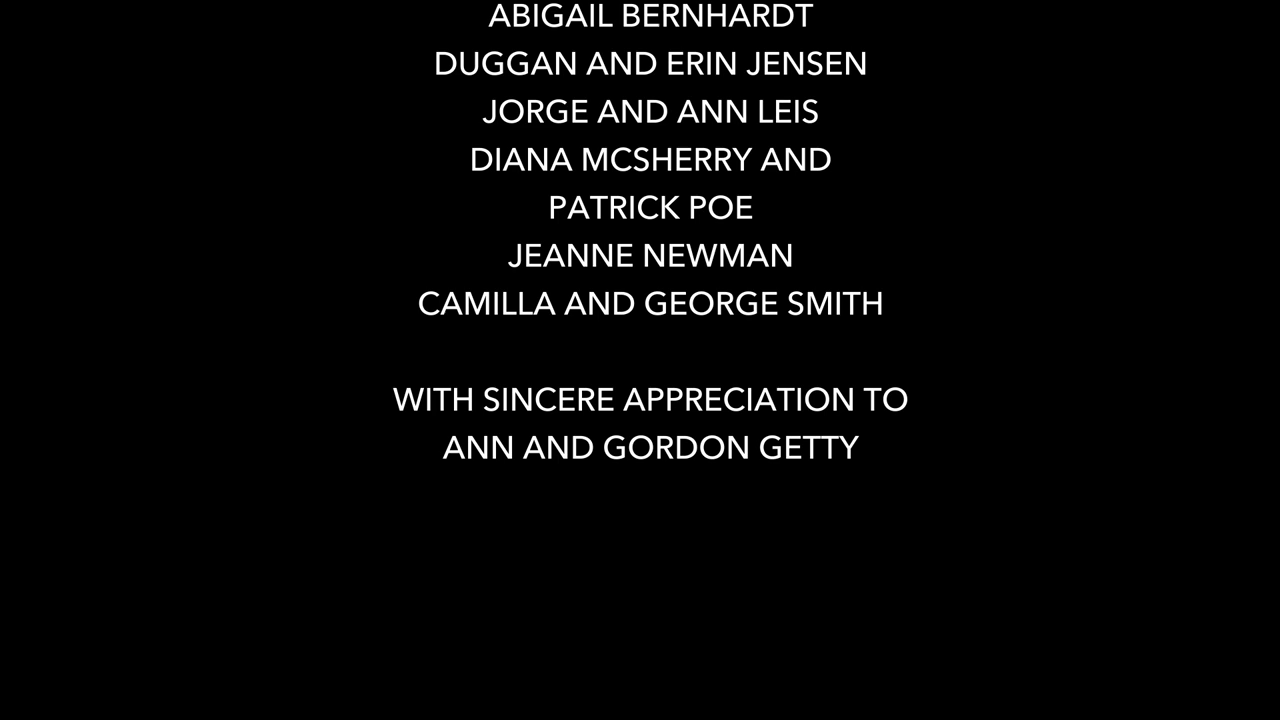 ABIGAIL BERNHARDT
DUGGAN AND ERIN JENSEN
JORGE AND ANN LEIS
DIANA MCSHERRY AND
PATRICK POE
JEANNE NEWMAN
CAMILLA AND GEORGE SMITH
WITH SINCERE APPRECIATION TO
ANN AND GORDON GETTY